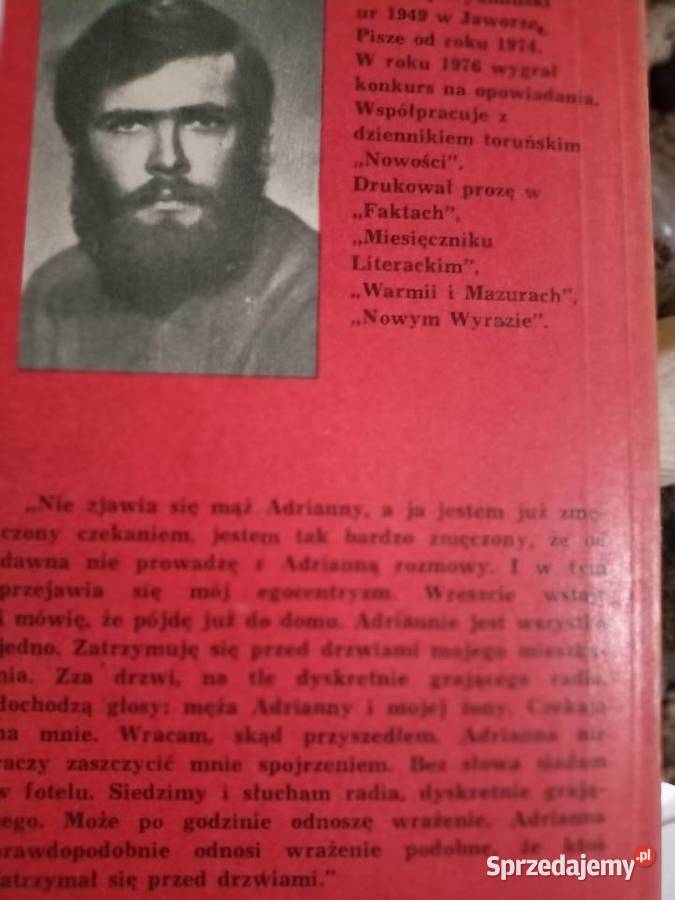 ur 1949 w Jaworze.
Pisze od roku 1974.
W roku 1976 wygrał
konkurs na opowiadania.
Współpracuje z
dziennikiem toruńskim
„Nowości”.
Drukował prozę w
„Faktach”,
„Miesięczniku
Literackim”,
„Warmii i Mazurach”,
„Nowym Wyrazie”.
„Nie zjawia się mąż Adrianny, a ja jestem już zmę-
czony czekaniem, jestem tak bardzo zmęczony, że od
dawna nie prowadzę z Adrianną rozmowy. I w tym
przejawia się mój egocentryzm. Wreszcie wstaję
i mówię, że pójdę już do domu. Adriannie jest wszystko
jedno. Zatrzymuję się przed drzwiami mojego mieszka-
nia. Zza drzwi, na tle dyskretnie grającego radia,
dochodzą głosy: męża Adrianny i mojej żony. Czekają
na mnie. Wracam, skąd przyszedłem. Adrianna nie
raczy zaszczycić mnie spojrzeniem. Bez słowa siadam
w fotelu. Siedzimy i słucham radia, dyskretnie grają-
cego. Może po godzinie odnoszę wrażenie, Adrianna
prawdopodobnie odnosi wrażenie podobne, że ktoś
zatrzymał się przed drzwiami.”
Sprzedajemy.pl